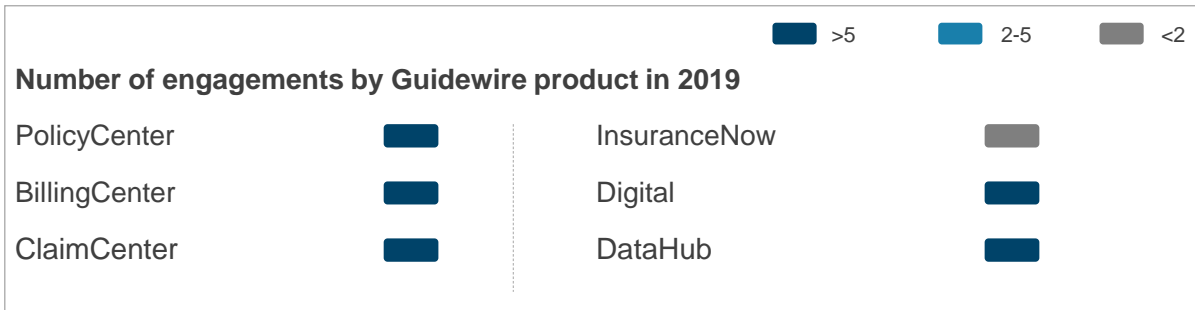 >5 2-5 <2
Number of engagements by Guidewire product in 2019
PolicyCenter InsuranceNow
BillingCenter Digital
ClaimCenter DataHub